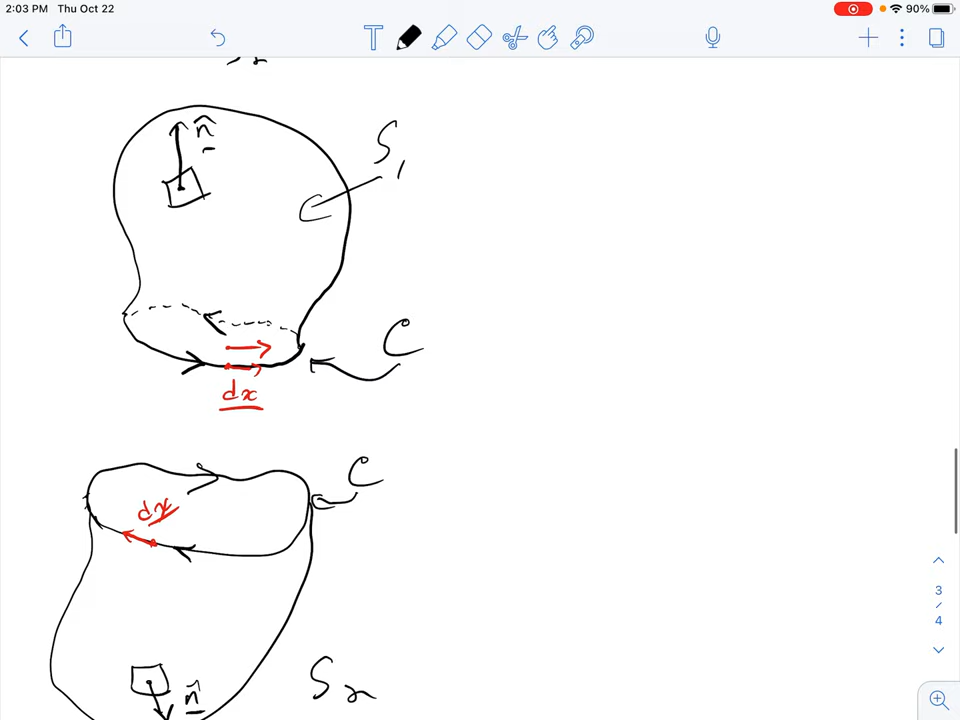 2:03 PM Thu Oct 22
90%
T
n̂
S₁
C
dx
C
dx
3
/
4
S₂
n̂